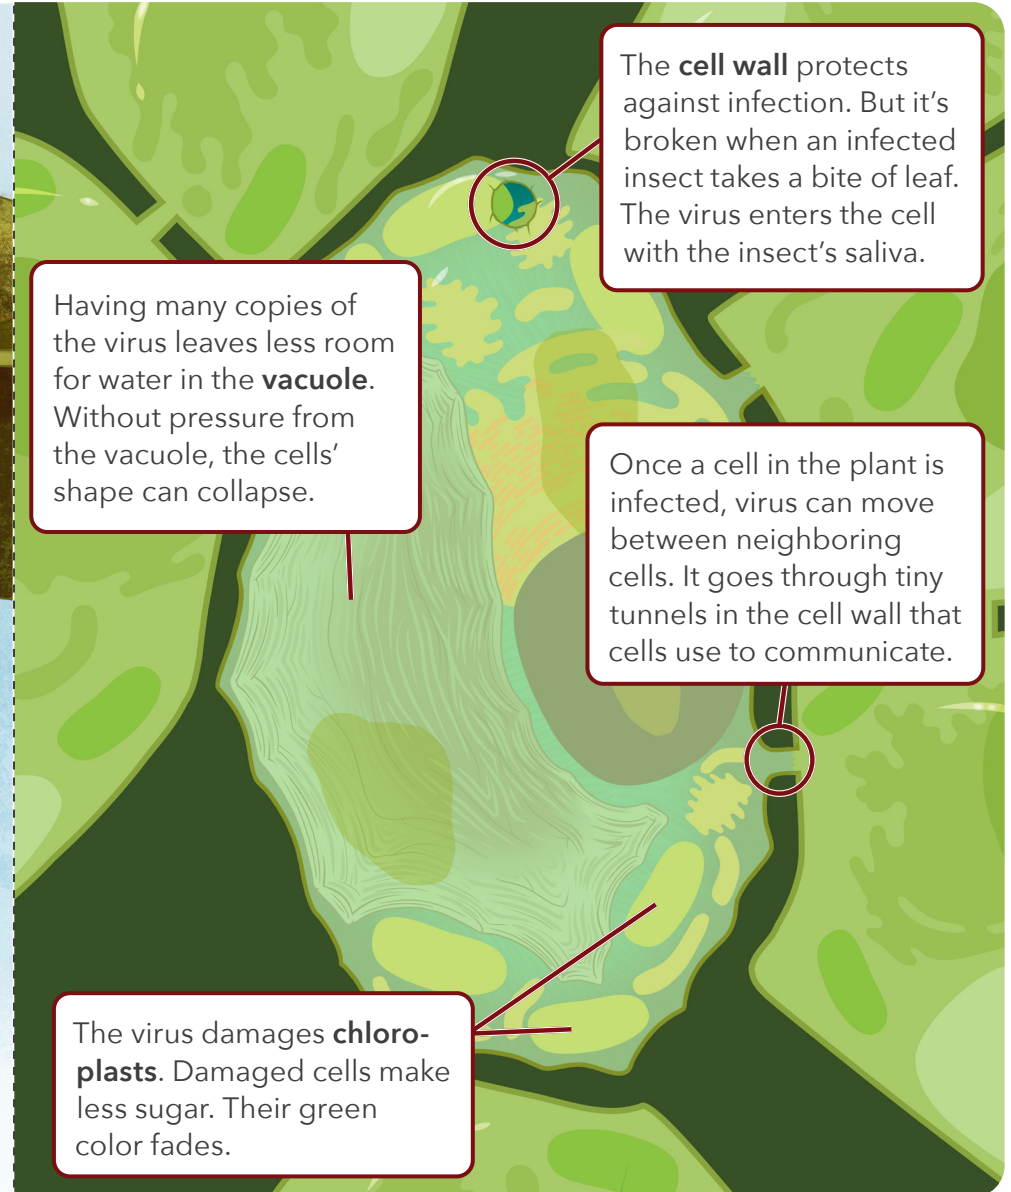 The cell wall protects
against infection. But it’s
broken when an infected
insect takes a bite of leaf.
The virus enters the cell
with the insect’s saliva.
Having many copies of
the virus leaves less room
for water in the vacuole.
Without pressure from
the vacuole, the cells’
shape can collapse.
Once a cell in the plant is
infected, virus can move
between neighboring
cells. It goes through tiny
tunnels in the cell wall that
cells use to communicate.
The virus damages chloro-
plasts. Damaged cells make
less sugar. Their green
color fades.